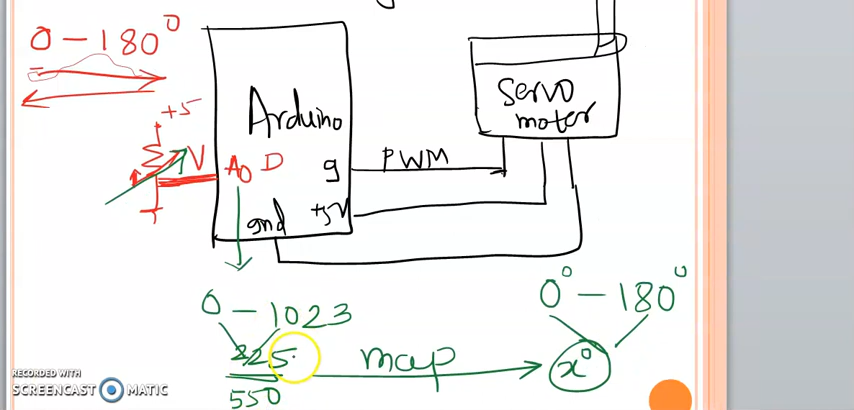 0 - 180°
+5
Arduino
Servo
motor
V
A0 D
9
PWM
gnd +5V
0 - 1023
0° - 180°
225
map
x°
550
RECORDED WITH
SCREENCAST MATIC